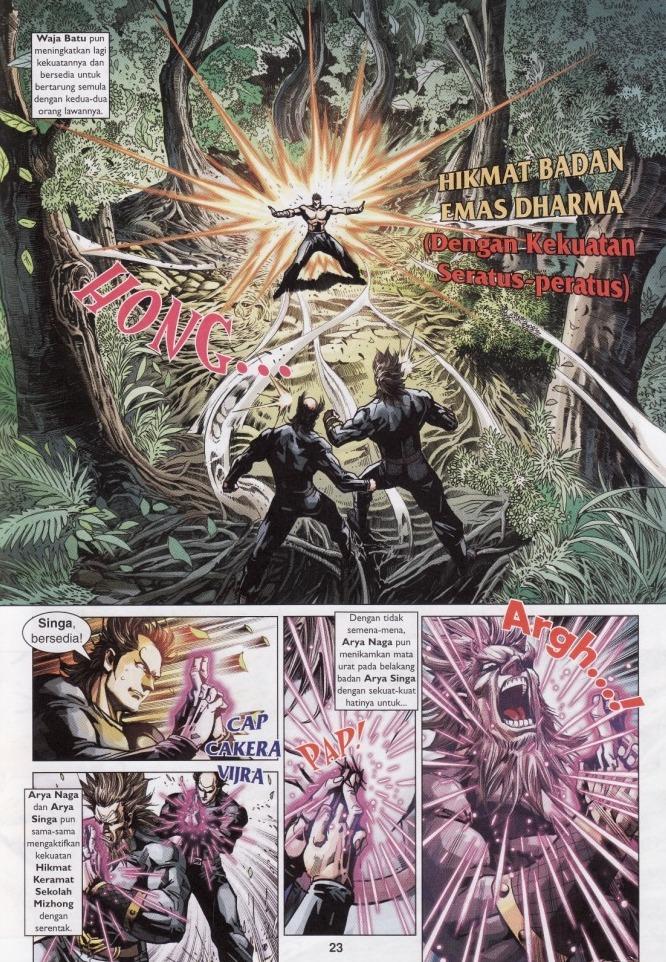 Waja Batu pun
meningkatkan lagi
kekuatannya dan
bersedia untuk
bertarung semula
dengan kedua-dua
orang lawannya.
HIKMAT BADAN
EMAS DHARMA
(Dengan Kekuatan
Seratus-peratus)
HONG...
Singa,
bersedia!
CAP
CAKERA
VIJRA
Arya Naga
dan Arya
Singa pun
sama-sama
mengaktifkan
kekuatan
Hikmat
Keramat
Sekolah
Mizhong
dengan
serentak.
Dengan tidak
semena-mena,
Arya Naga pun
menikamkan mata
urat pada belakang
badan Arya Singa
dengan sekuat-kuat
hatinya untuk...
PAP!
Argh....!
23